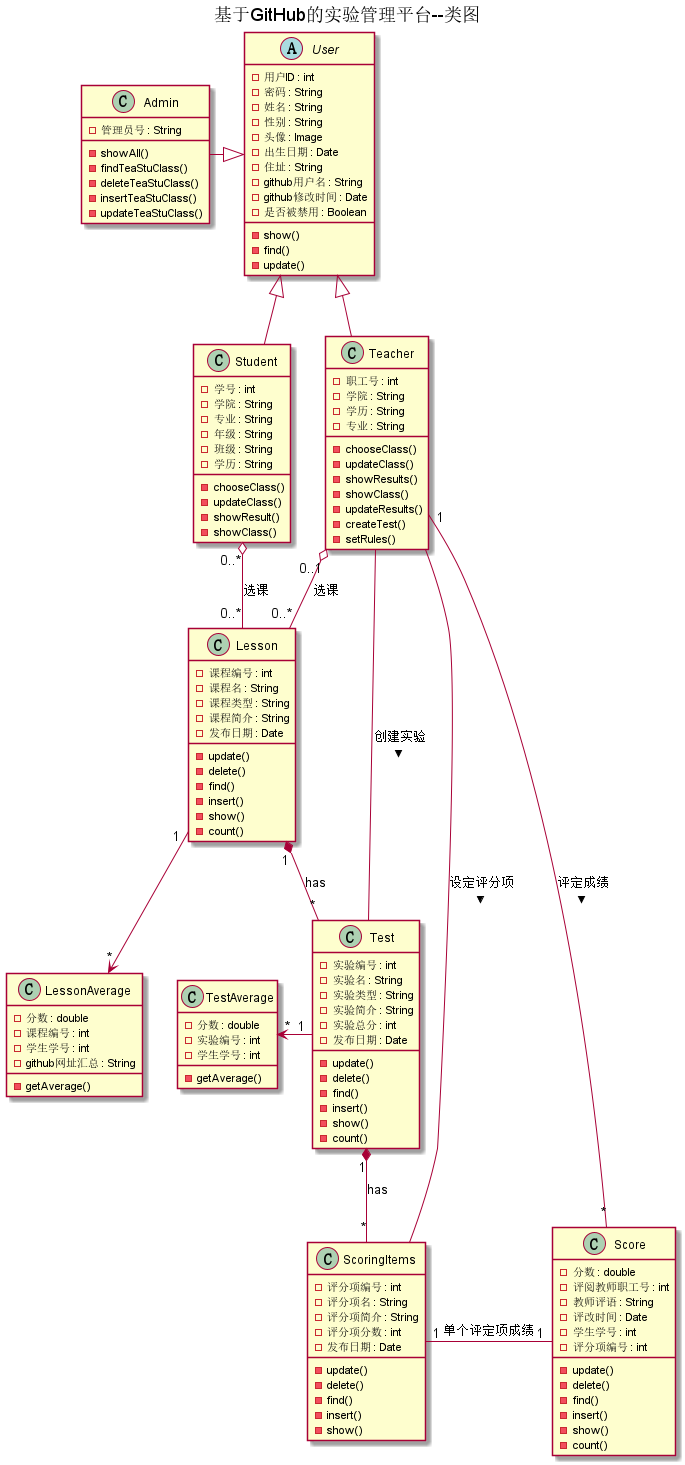 基于GitHub的实验管理平台--类图
A User
用户ID : int
密码 : String
姓名 : String
性别 : String
头像 : Image
出生日期 : Date
住址 : String
github用户名 : String
github修改时间 : Date
是否被禁用 : Boolean
show()
find()
update()
C Admin
管理员号 : String
showAll()
findTeaStuClass()
deleteTeaStuClass()
insertTeaStuClass()
updateTeaStuClass()
C Student
学号 : int
学院 : String
专业 : String
年级 : String
班级 : String
学历 : String
chooseClass()
updateClass()
showResult()
showClass()
C Teacher
职工号 : int
学院 : String
学历 : String
专业 : String
chooseClass()
updateClass()
showResults()
showClass()
updateResults()
createTest()
setRules()
0..*
选课
0..*
0..1
选课
0..*
1
C Lesson
课程编号 : int
课程名 : String
课程类型 : String
课程简介 : String
发布日期 : Date
update()
delete()
find()
insert()
show()
count()
创建实验
设定评分项
评定成绩
1
*
1
has
*
C LessonAverage
分数 : double
课程编号 : int
学生学号 : int
github网址汇总 : String
getAverage()
C TestAverage
分数 : double
实验编号 : int
学生学号 : int
getAverage()
* 1
C Test
实验编号 : int
实验名 : String
实验类型 : String
实验简介 : String
实验总分 : int
发布日期 : Date
update()
delete()
find()
insert()
show()
count()
1
has
*
*
C ScoringItems
评分项编号 : int
评分项名 : String
评分项简介 : String
评分项分数 : int
发布日期 : Date
update()
delete()
find()
insert()
show()
1 单个评定项成绩 1
C Score
分数 : double
评阅教师职工号 : int
教师评语 : String
评改时间 : Date
学生学号 : int
评分项编号 : int
update()
delete()
find()
insert()
show()
count()